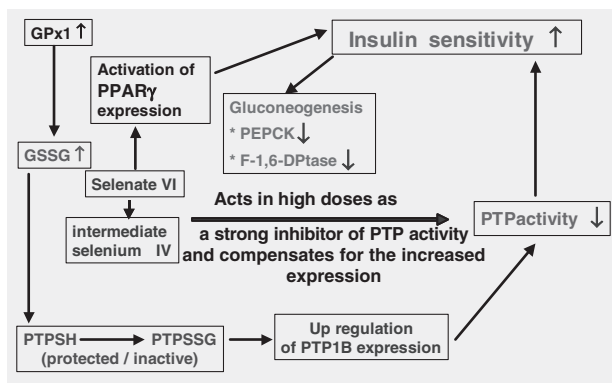 GPx1 ↑
Insulin sensitivity ↑
Activation of
PPARγ
expression
Gluconeogenesis
* PEPCK ↓
* F-1,6-DPtase ↓
GSSG ↑
Selenate VI
Acts in high doses as
PTPactivity ↓
intermediate
selenium IV
a strong inhibitor of PTP activity
and compensates for the increased
expression
PTPSH → PTPSSG
(protected / inactive)
Up regulation
of PTP1B expression